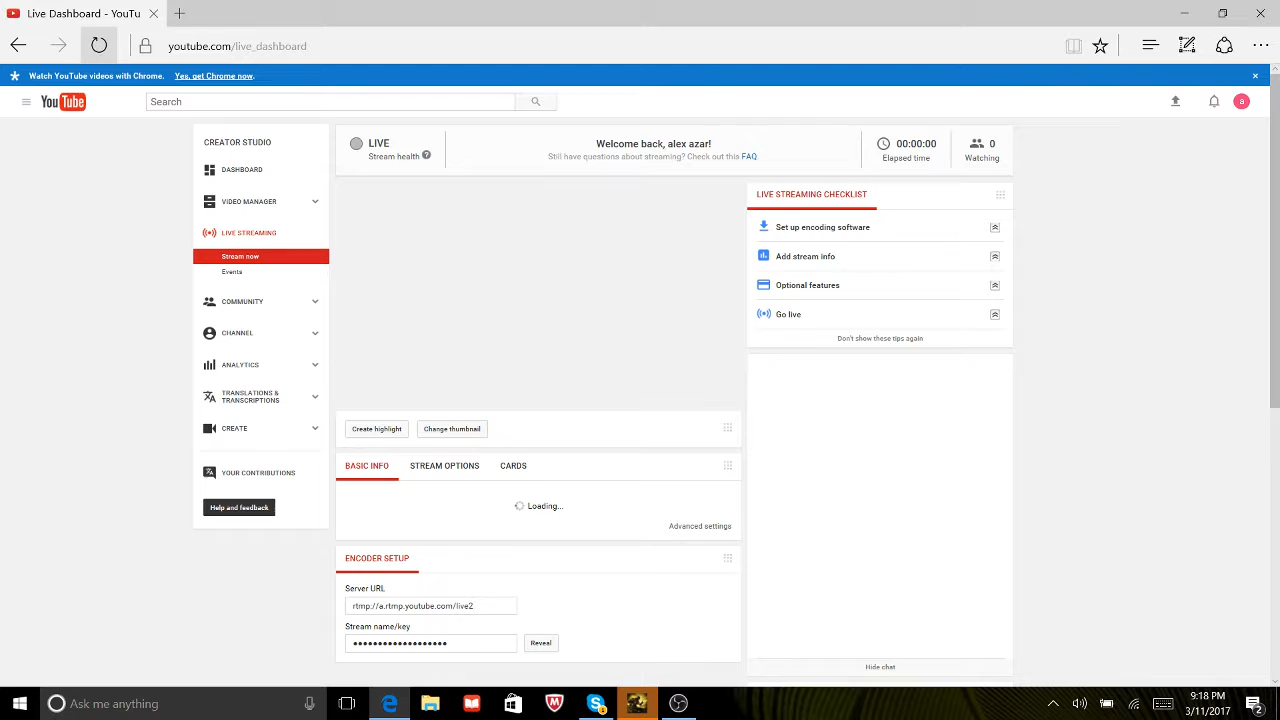 Live Dashboard - YouTu
youtube.com/live_dashboard
Watch YouTube videos with Chrome. Yes, get Chrome now.
YouTube
Search
a
CREATOR STUDIO
DASHBOARD
VIDEO MANAGER
LIVE STREAMING
Stream now
Events
COMMUNITY
CHANNEL
ANALYTICS
TRANSLATIONS &
TRANSCRIPTIONS
CREATE
YOUR CONTRIBUTIONS
Help and feedback
LIVE
Stream health ?
Welcome back, alex azar!
Still have questions about streaming? Check out this FAQ
00:00:00
Elapsed time
0
Watching
LIVE STREAMING CHECKLIST
Set up encoding software
Add stream info
Optional features
Go live
Don't show these tips again
Create highlight
Change thumbnail
BASIC INFO
STREAM OPTIONS
CARDS
Loading...
Advanced settings
ENCODER SETUP
Server URL
rtmp://a.rtmp.youtube.com/live2
Stream name/key
Reveal
Hide chat
Ask me anything
9:18 PM
3/11/2017
2